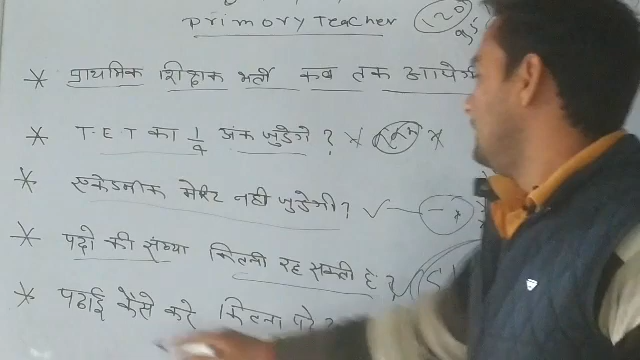 Primary Teacher
* प्राथमिक शिक्षक भर्ती कब तक आयेगी
* T.E.T का 1/4 अंक जुड़ेगे ?
* एकेडमीक मेरिट नही जुड़ेगी ?
* पदो की संख्या कितनी रह सकती है ?
* पढाई कैसे करे कितना पढे ?